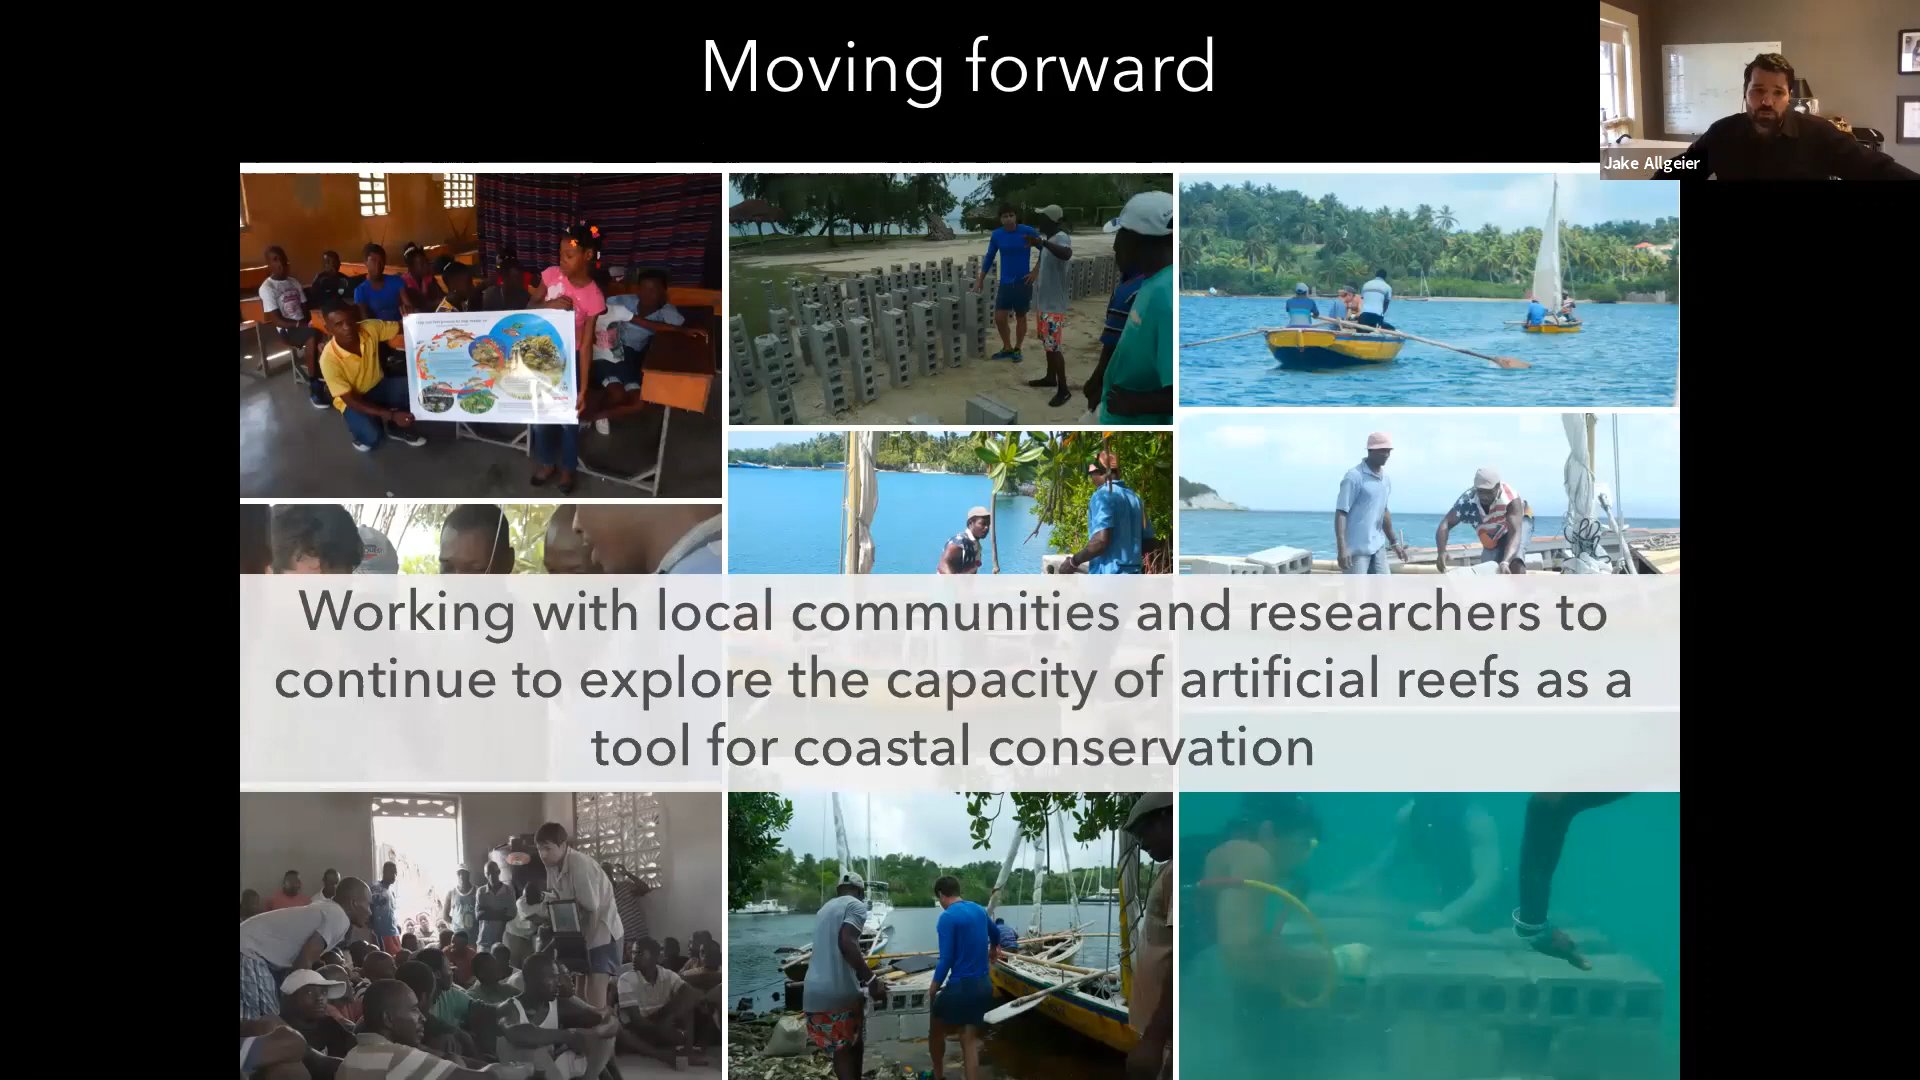 Moving forward
Jake Allgeier
Working with local communities and researchers to
continue to explore the capacity of artificial reefs as a
tool for coastal conservation